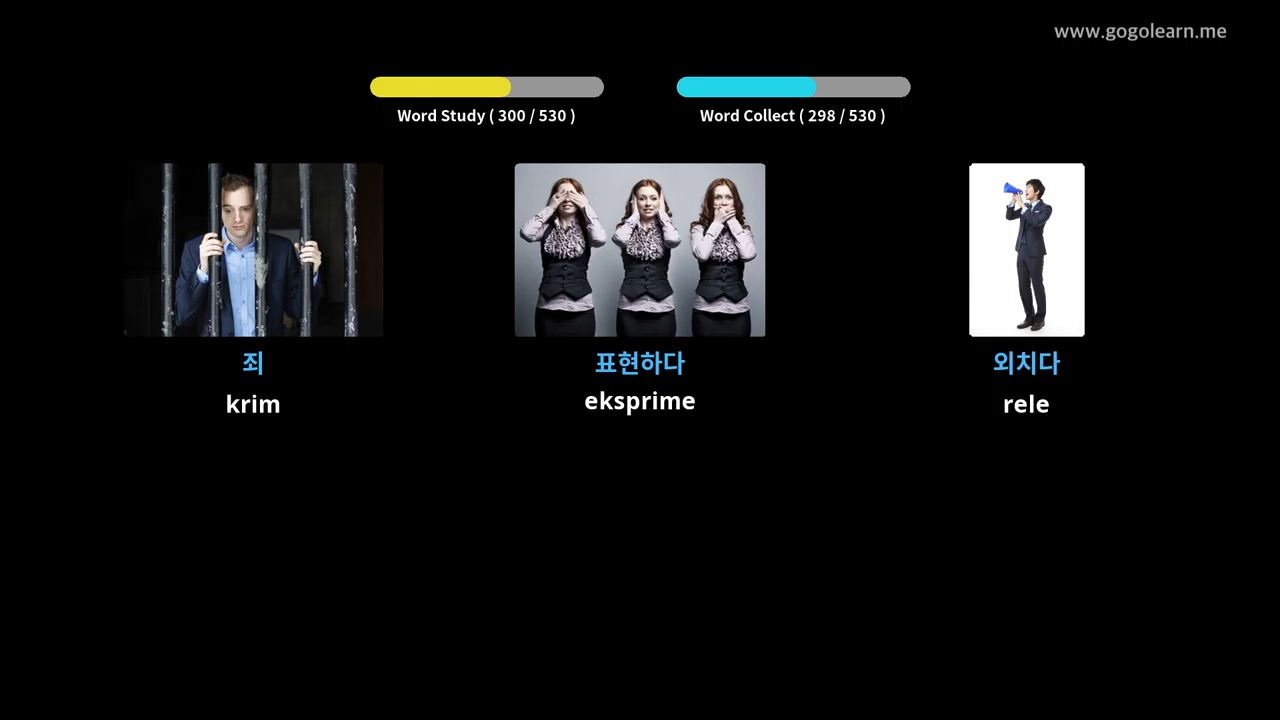 www.gogolearn.me
Word Study ( 300 / 530 )
Word Collect ( 298 / 530 )
죄
표현하다
외치다
krim
eksprime
rele